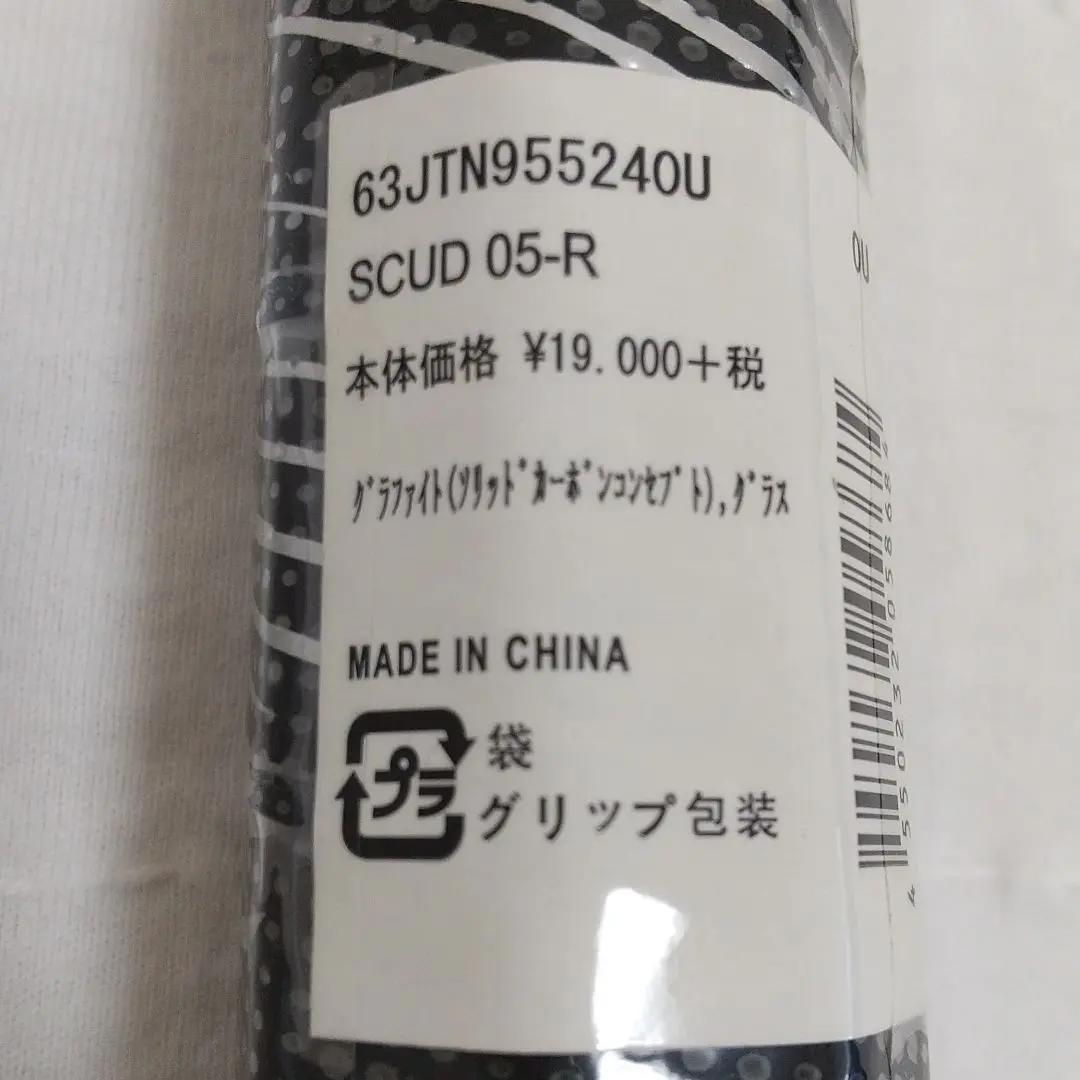 63JTN955240U
SCUD 05-R
本体価格 ¥19.000+税
グラファイト(ソリッドカーボンコンセプト),グラス
MADE IN CHINA
プラ 袋
グリップ包装
0U